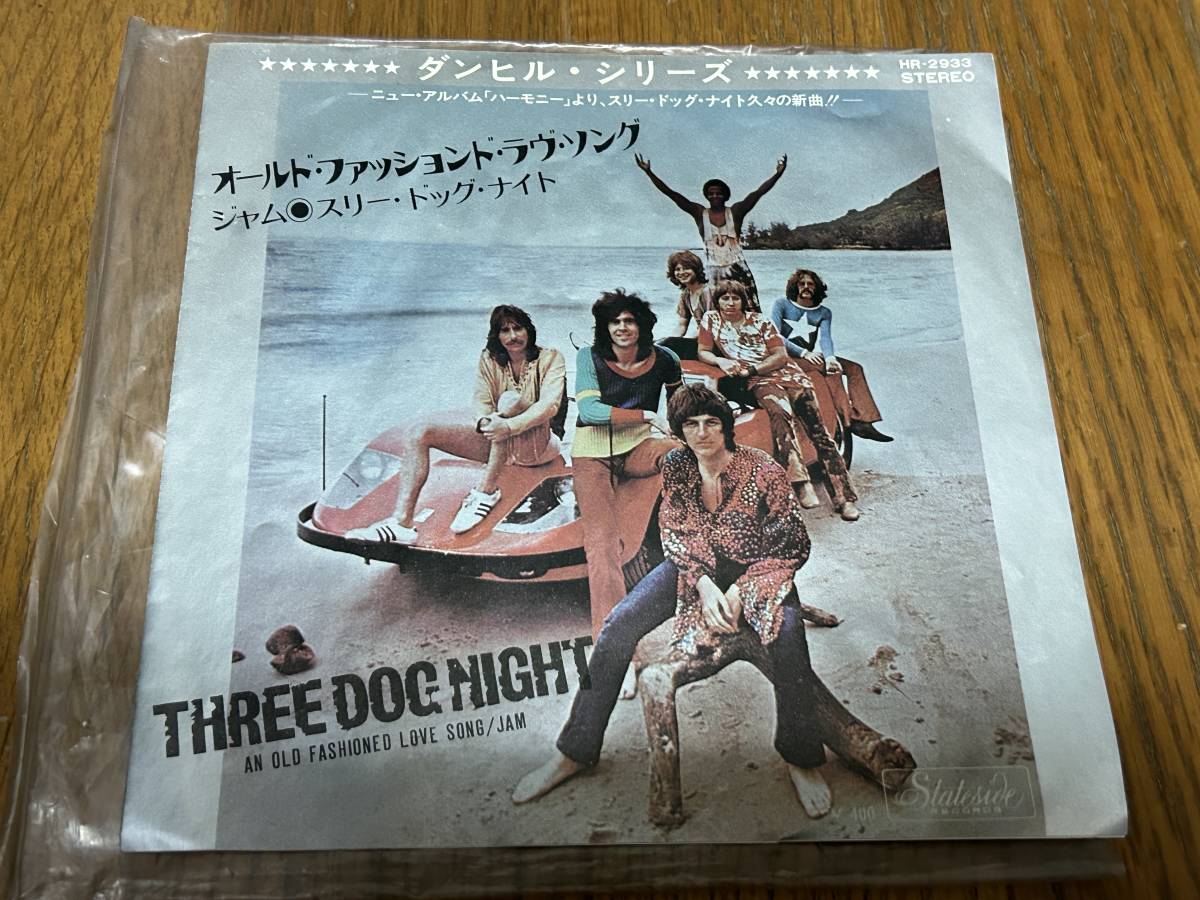 ★★★★★★★ ダンヒル・シリーズ ★★★★★★★
HR-2933
STEREO
―ニュー・アルバム「ハーモニー」より、スリー・ドッグ・ナイト久々の新曲!!―
オールド・ファッションド・ラヴ・ソング
ジャム◉スリー・ドッグ・ナイト
THREE DOG NIGHT
AN OLD FASHIONED LOVE SONG/JAM
¥400
Stateside